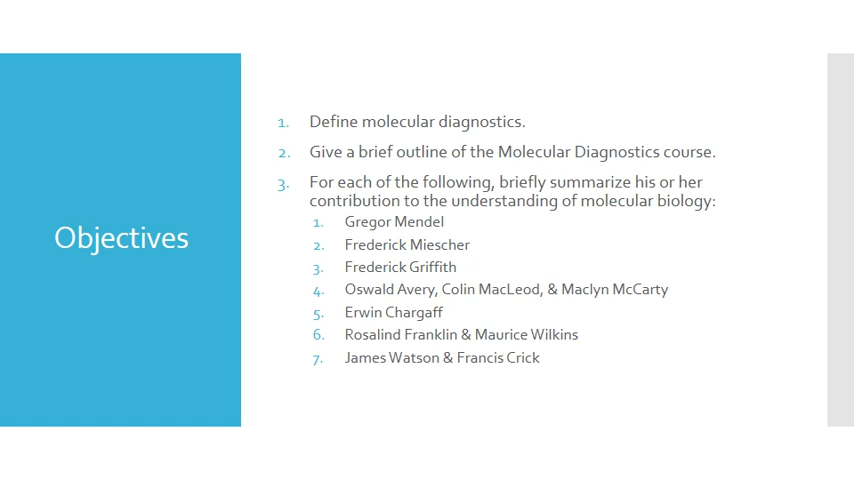 Objectives
1. Define molecular diagnostics.
2. Give a brief outline of the Molecular Diagnostics course.
3. For each of the following, briefly summarize his or her
contribution to the understanding of molecular biology:
1. Gregor Mendel
2. Frederick Miescher
3. Frederick Griffith
4. Oswald Avery, Colin MacLeod, & Maclyn McCarty
5. Erwin Chargaff
6. Rosalind Franklin & Maurice Wilkins
7. James Watson & Francis Crick